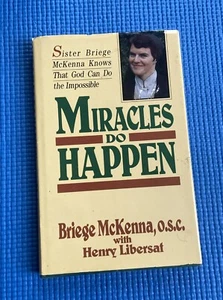 Sister Briege
McKenna Knows
That God Can Do
the Impossible
MIRACLES
DO
HAPPEN
Briege McKenna, O.S.C.
with
Henry Libersat